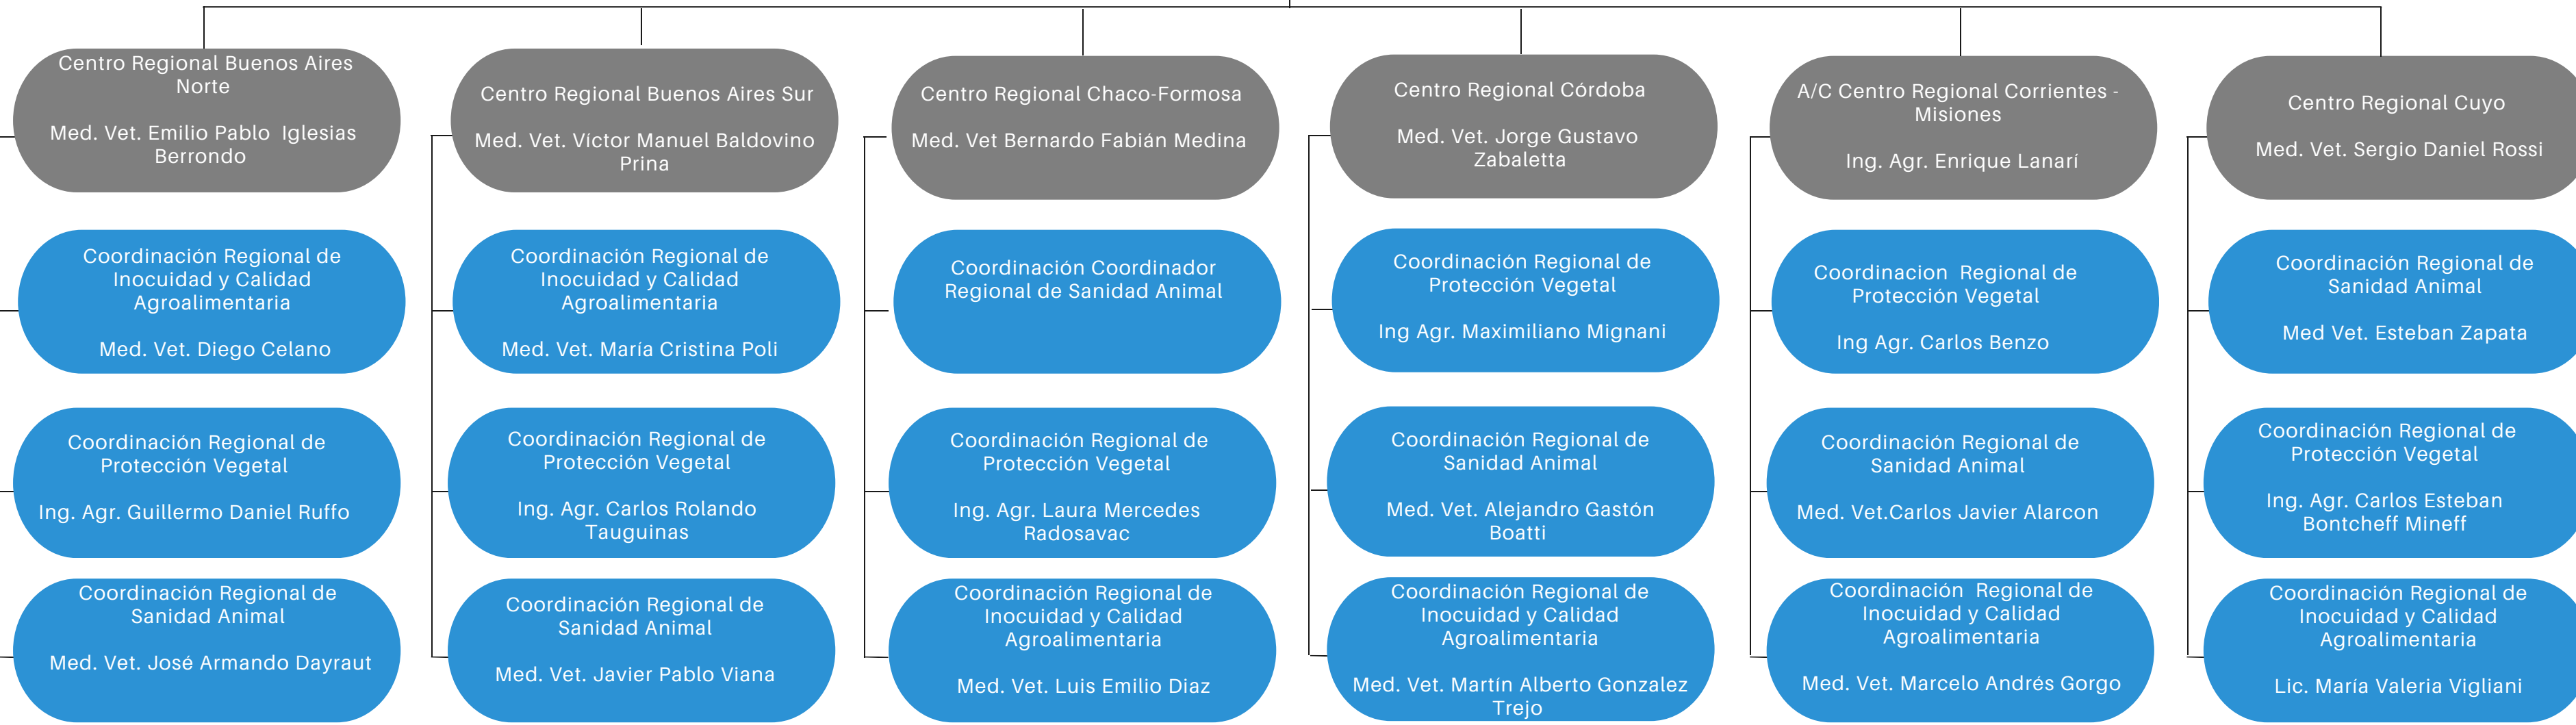 Centro Regional Buenos Aires
Norte
Med. Vet. Emilio Pablo  Iglesias
Berrondo
Coordinación Regional de
Inocuidad y Calidad
Agroalimentaria
Med. Vet. Diego Celano
Coordinación Regional de
Protección Vegetal
Ing. Agr. Guillermo Daniel Ruffo
Coordinación Regional de
Sanidad Animal
Med. Vet. José Armando Dayraut
Centro Regional Buenos Aires Sur
Med. Vet. Víctor Manuel Baldovino
Prina
Coordinación Regional de
Inocuidad y Calidad
Agroalimentaria
Med. Vet. María Cristina Poli
Coordinación Regional de
Protección Vegetal
Ing. Agr. Carlos Rolando
Tauguinas
Coordinación Regional de
Sanidad Animal
Med. Vet. Javier Pablo Viana
Centro Regional Chaco-Formosa
Med. Vet Bernardo Fabián Medina
Coordinación Coordinador
Regional de Sanidad Animal
Coordinación Regional de
Protección Vegetal
Ing. Agr. Laura Mercedes
Radosavac
Coordinación Regional de
Inocuidad y Calidad
Agroalimentaria
Med. Vet. Luis Emilio Diaz
Centro Regional Córdoba
Med. Vet. Jorge Gustavo
Zabaletta
Coordinación Regional de
Protección Vegetal
Ing Agr. Maximiliano Mignani
Coordinación Regional de
Sanidad Animal
Med. Vet. Alejandro Gastón
Boatti
Coordinación Regional de
Inocuidad y Calidad
Agroalimentaria
Med. Vet. Martín Alberto Gonzalez
Trejo
A/C Centro Regional Corrientes -
Misiones
Ing. Agr. Enrique Lanarí
Coordinacion  Regional de
Protección Vegetal
Ing Agr. Carlos Benzo
Coordinación Regional de
Sanidad Animal
Med. Vet.Carlos Javier Alarcon
Coordinación  Regional de
Inocuidad y Calidad
Agroalimentaria
Med. Vet. Marcelo Andrés Gorgo
Centro Regional Cuyo
Med. Vet. Sergio Daniel Rossi
Coordinación Regional de
Sanidad Animal
Med Vet. Esteban Zapata
Coordinación Regional de
Protección Vegetal
Ing. Agr. Carlos Esteban
Bontcheff Mineff
Coordinación Regional de
Inocuidad y Calidad
Agroalimentaria
Lic. María Valeria Vigliani